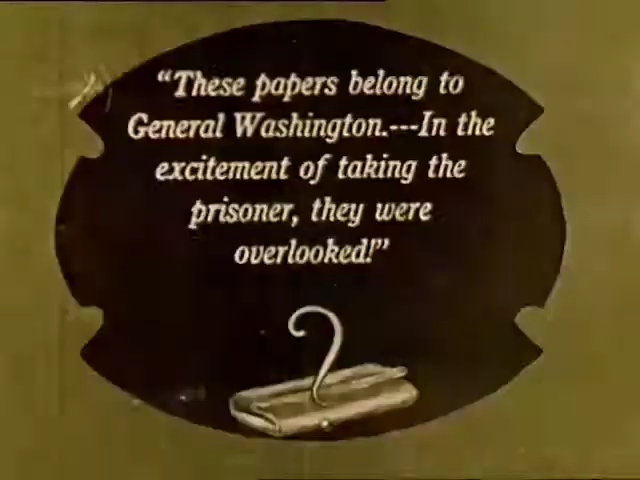 “These papers belong to
General Washington.---In the
excitement of taking the
prisoner, they were
overlooked!”